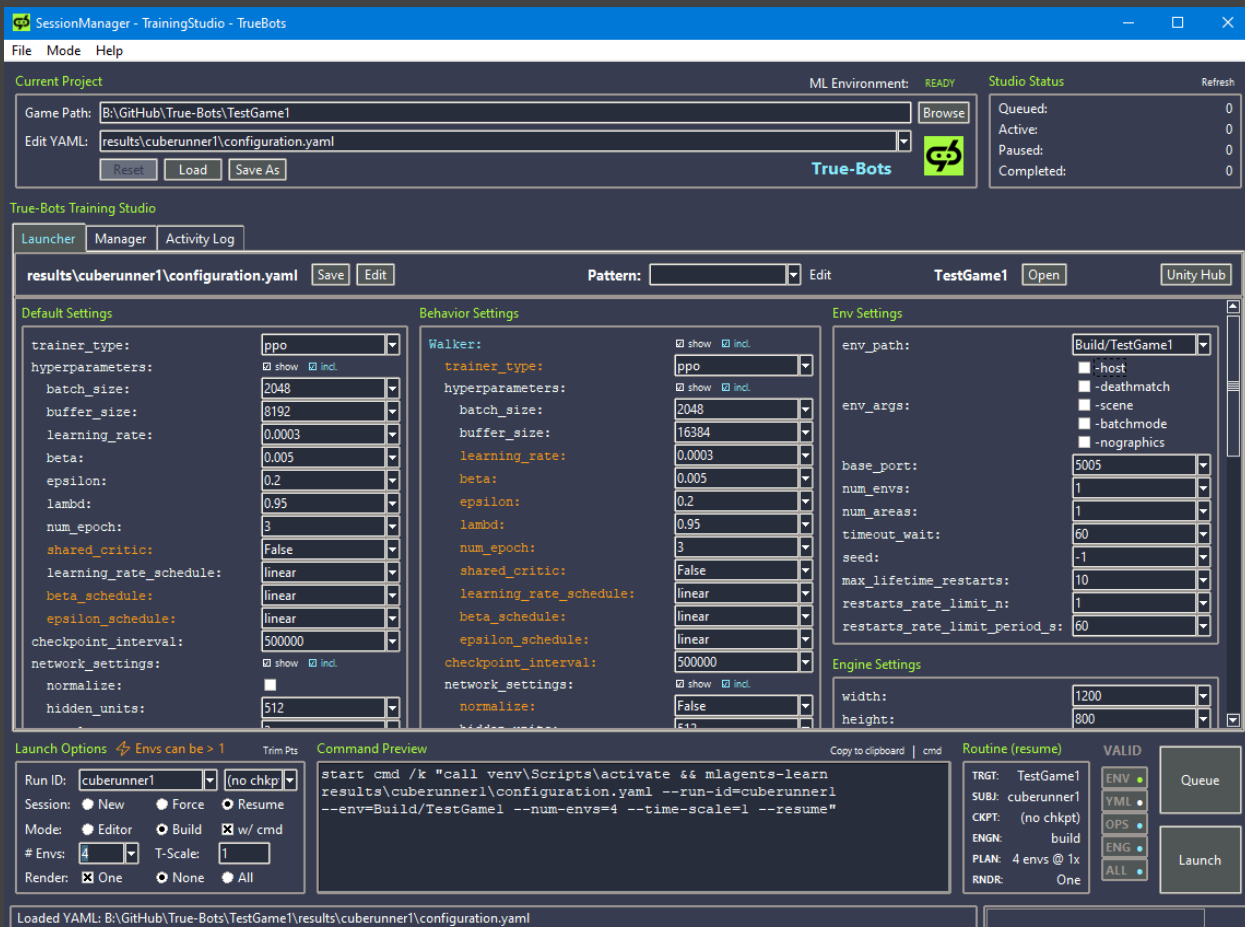 SessionManager - TrainingStudio - TrueBots
File Mode Help
Current Project
ML Environment: READY
Game Path: B:\GitHub\True-Bots\TestGame1 Browse
Edit YAML: results\cuberunner1\configuration.yaml
Reset Load Save As
True-Bots
Studio Status Refresh
Queued: 0
Active: 0
Paused: 0
Completed: 0
True-Bots Training Studio
Launcher Manager Activity Log
results\cuberunner1\configuration.yaml Save Edit Pattern: Edit TestGame1 Open Unity Hub
Default Settings
trainer_type: ppo
hyperparameters: show incl.
batch_size: 2048
buffer_size: 8192
learning_rate: 0.0003
beta: 0.005
epsilon: 0.2
lambd: 0.95
num_epoch: 3
shared_critic: False
learning_rate_schedule: linear
beta_schedule: linear
epsilon_schedule: linear
checkpoint_interval: 500000
network_settings: show incl.
normalize:
hidden_units: 512
Behavior Settings
Walker: show incl.
trainer_type: ppo
hyperparameters: show incl.
batch_size: 2048
buffer_size: 16384
learning_rate: 0.0003
beta: 0.005
epsilon: 0.2
lambd: 0.95
num_epoch: 3
shared_critic: False
learning_rate_schedule: linear
beta_schedule: linear
epsilon_schedule: linear
checkpoint_interval: 500000
network_settings: show incl.
normalize: False
hidden_units: 512
Env Settings
env_path: Build/TestGame1
-host
-deathmatch
env_args: -scene
-batchmode
-nographics
base_port: 5005
num_envs: 1
num_areas: 1
timeout_wait: 60
seed: -1
max_lifetime_restarts: 10
restarts_rate_limit_n: 1
restarts_rate_limit_period_s: 60
Engine Settings
width: 1200
height: 800
Launch Options Envs can be > 1 Trim Pts
Run ID: cuberunner1 (no chkp
Session: New Force Resume
Mode: Editor Build w/ cmd
# Envs: 4 T-Scale: 1
Render: One None All
Command Preview Copy to clipboard | cmd
start cmd /k "call venv\Scripts\activate && mlagents-learn
results\cuberunner1\configuration.yaml --run-id=cuberunner1
--env=Build/TestGame1 --num-envs=4 --time-scale=1 --resume"
Routine (resume)
TRGT: TestGame1
SUBJ: cuberunner1
CKPT: (no chkpt)
ENGN: build
PLAN: 4 envs @ 1x
RNDR: One
VALID
ENV
YML
OPS
ENG
ALL
Queue
Launch
Loaded YAML: B:\GitHub\True-Bots\TestGame1\results\cuberunner1\configuration.yaml